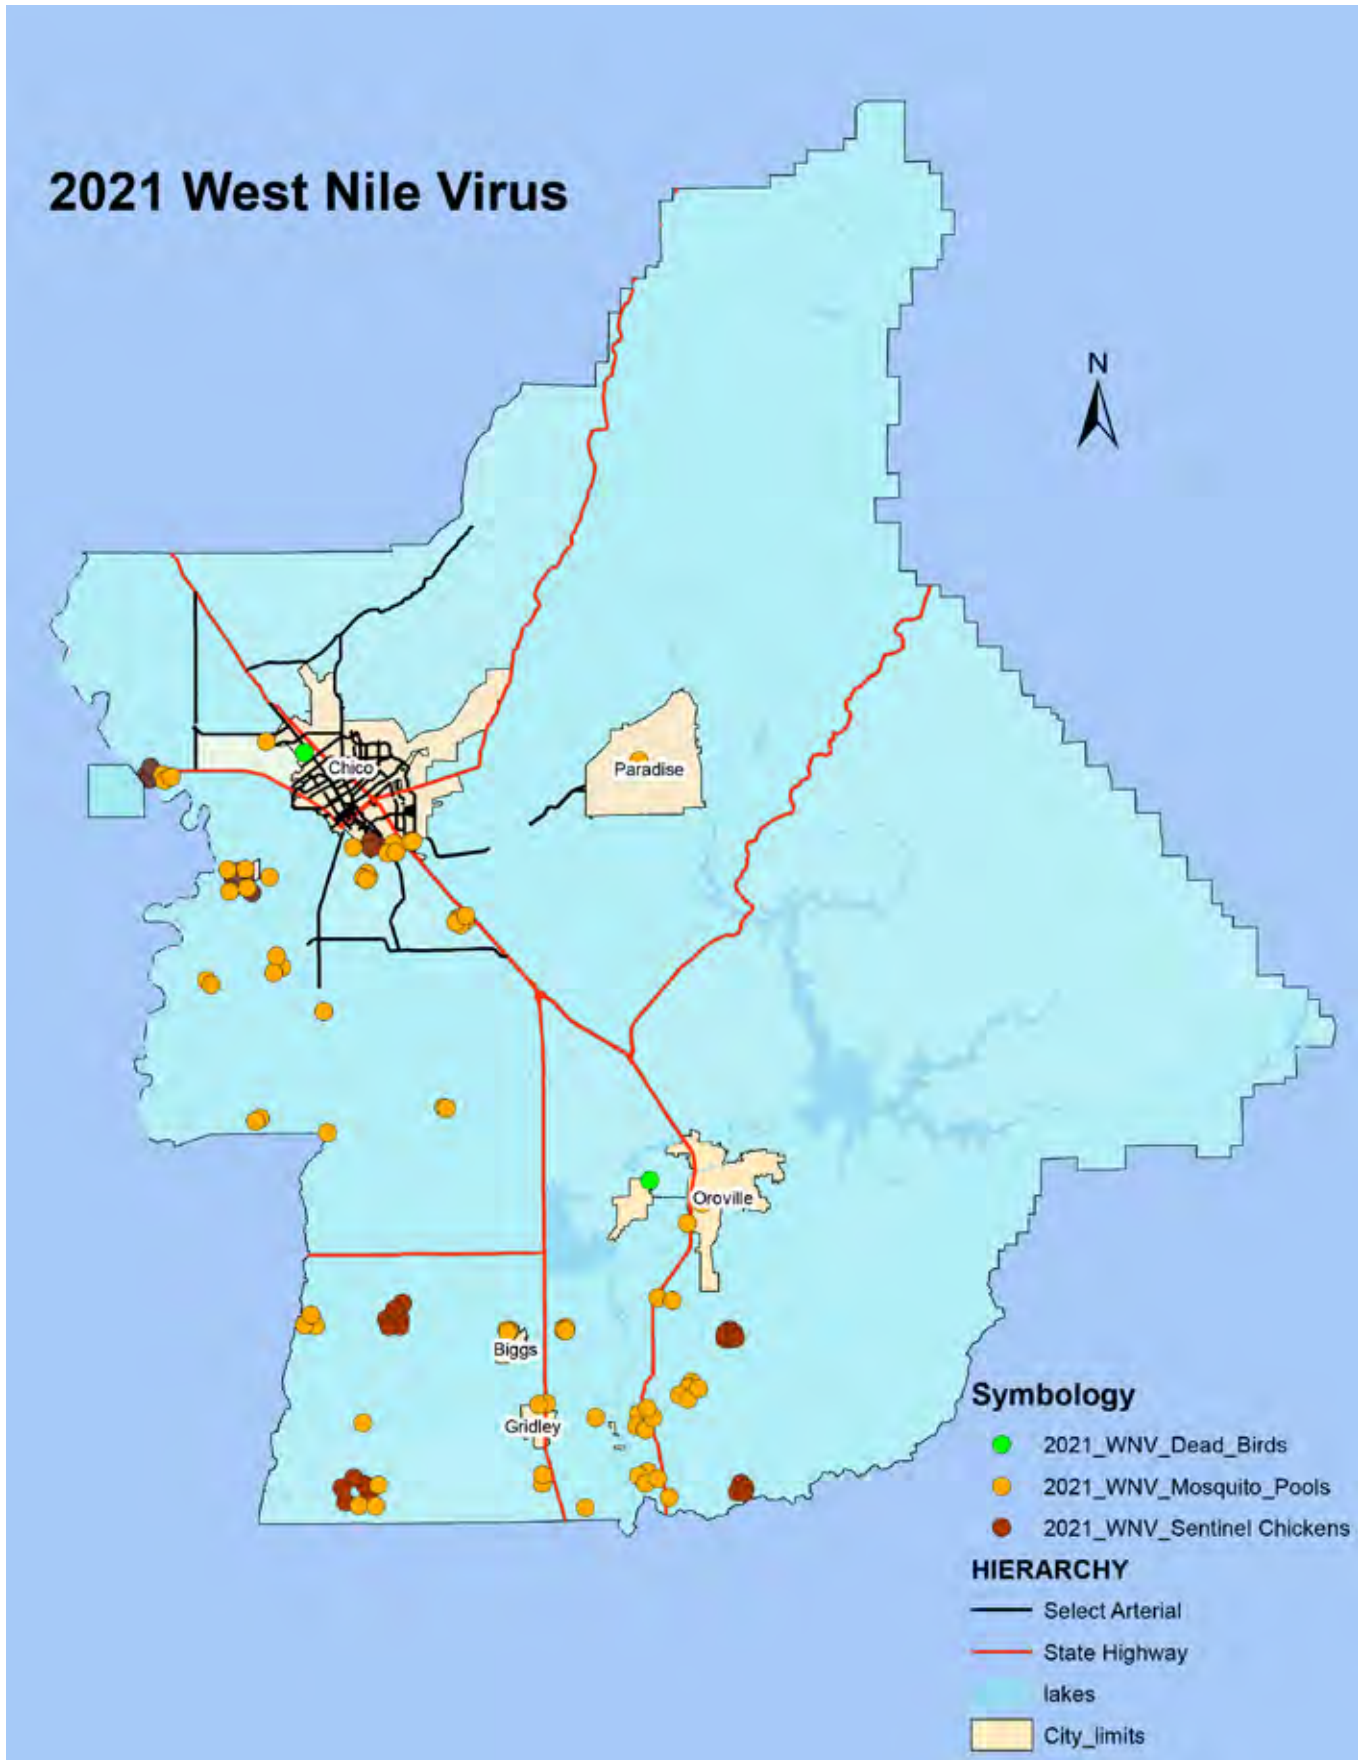 2021 West Nile Virus
N
Chico
Paradise
Oroville
Biggs
Gridley
Symbology
2021_WNV_Dead_Birds
2021_WNV_Mosquito_Pools
2021_WNV_Sentinel Chickens
HIERARCHY
Select Arterial
State Highway
lakes
City_limits